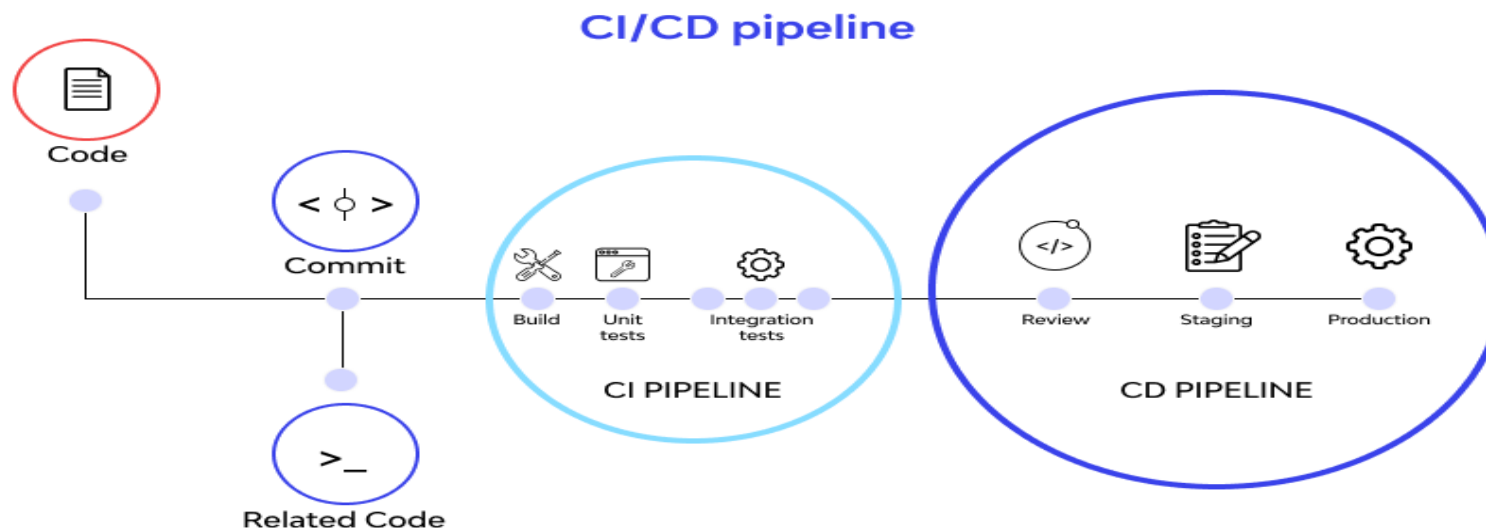 CI/CD pipeline
Code
< >
Commit
</>
Build
Unit
tests
Integration
tests
Review
Staging
Production
CI PIPELINE
CD PIPELINE
>_
Related Code